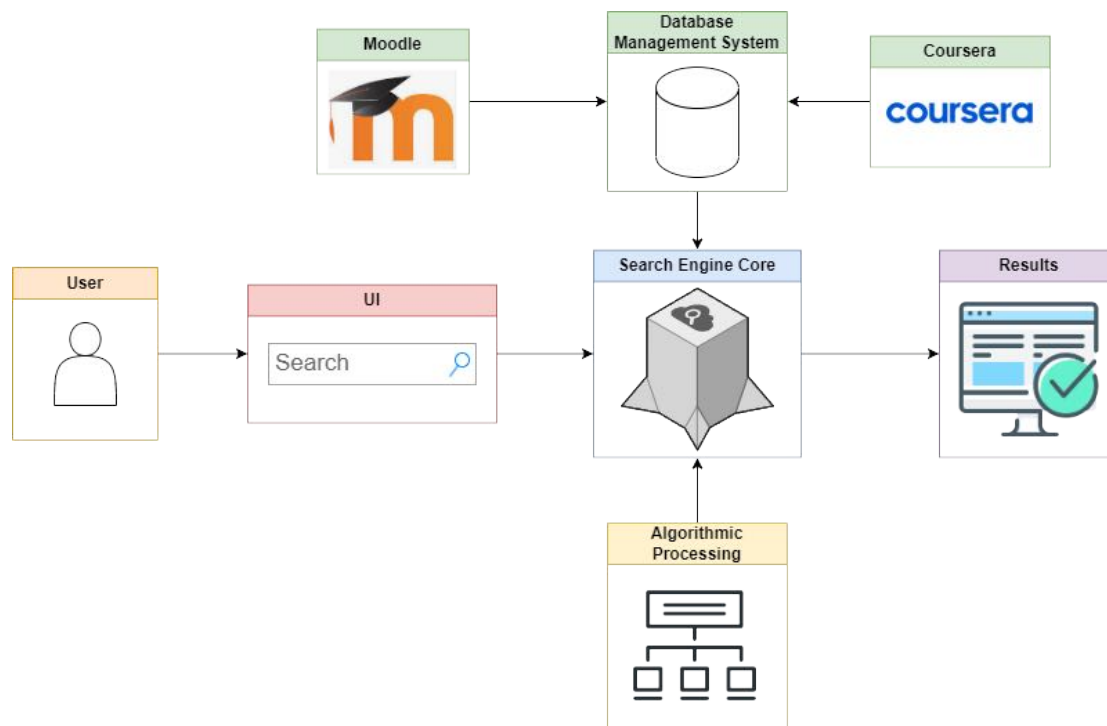 Moodle
Database
Management System
Coursera
m
coursera
User
UI
Search
Search Engine Core
Results
Algorithmic
Processing